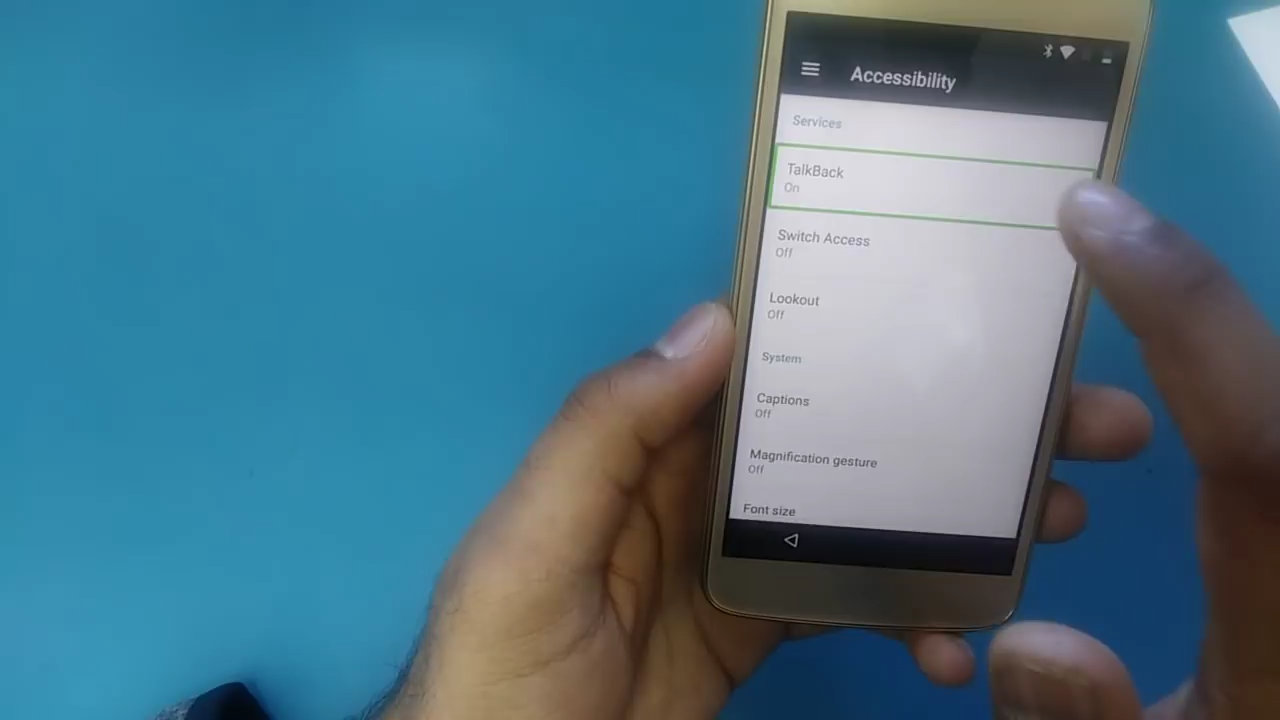 Accessibility
Services
TalkBack
On
Switch Access
Off
Lookout
Off
System
Captions
Off
Magnification gesture
Off
Font size